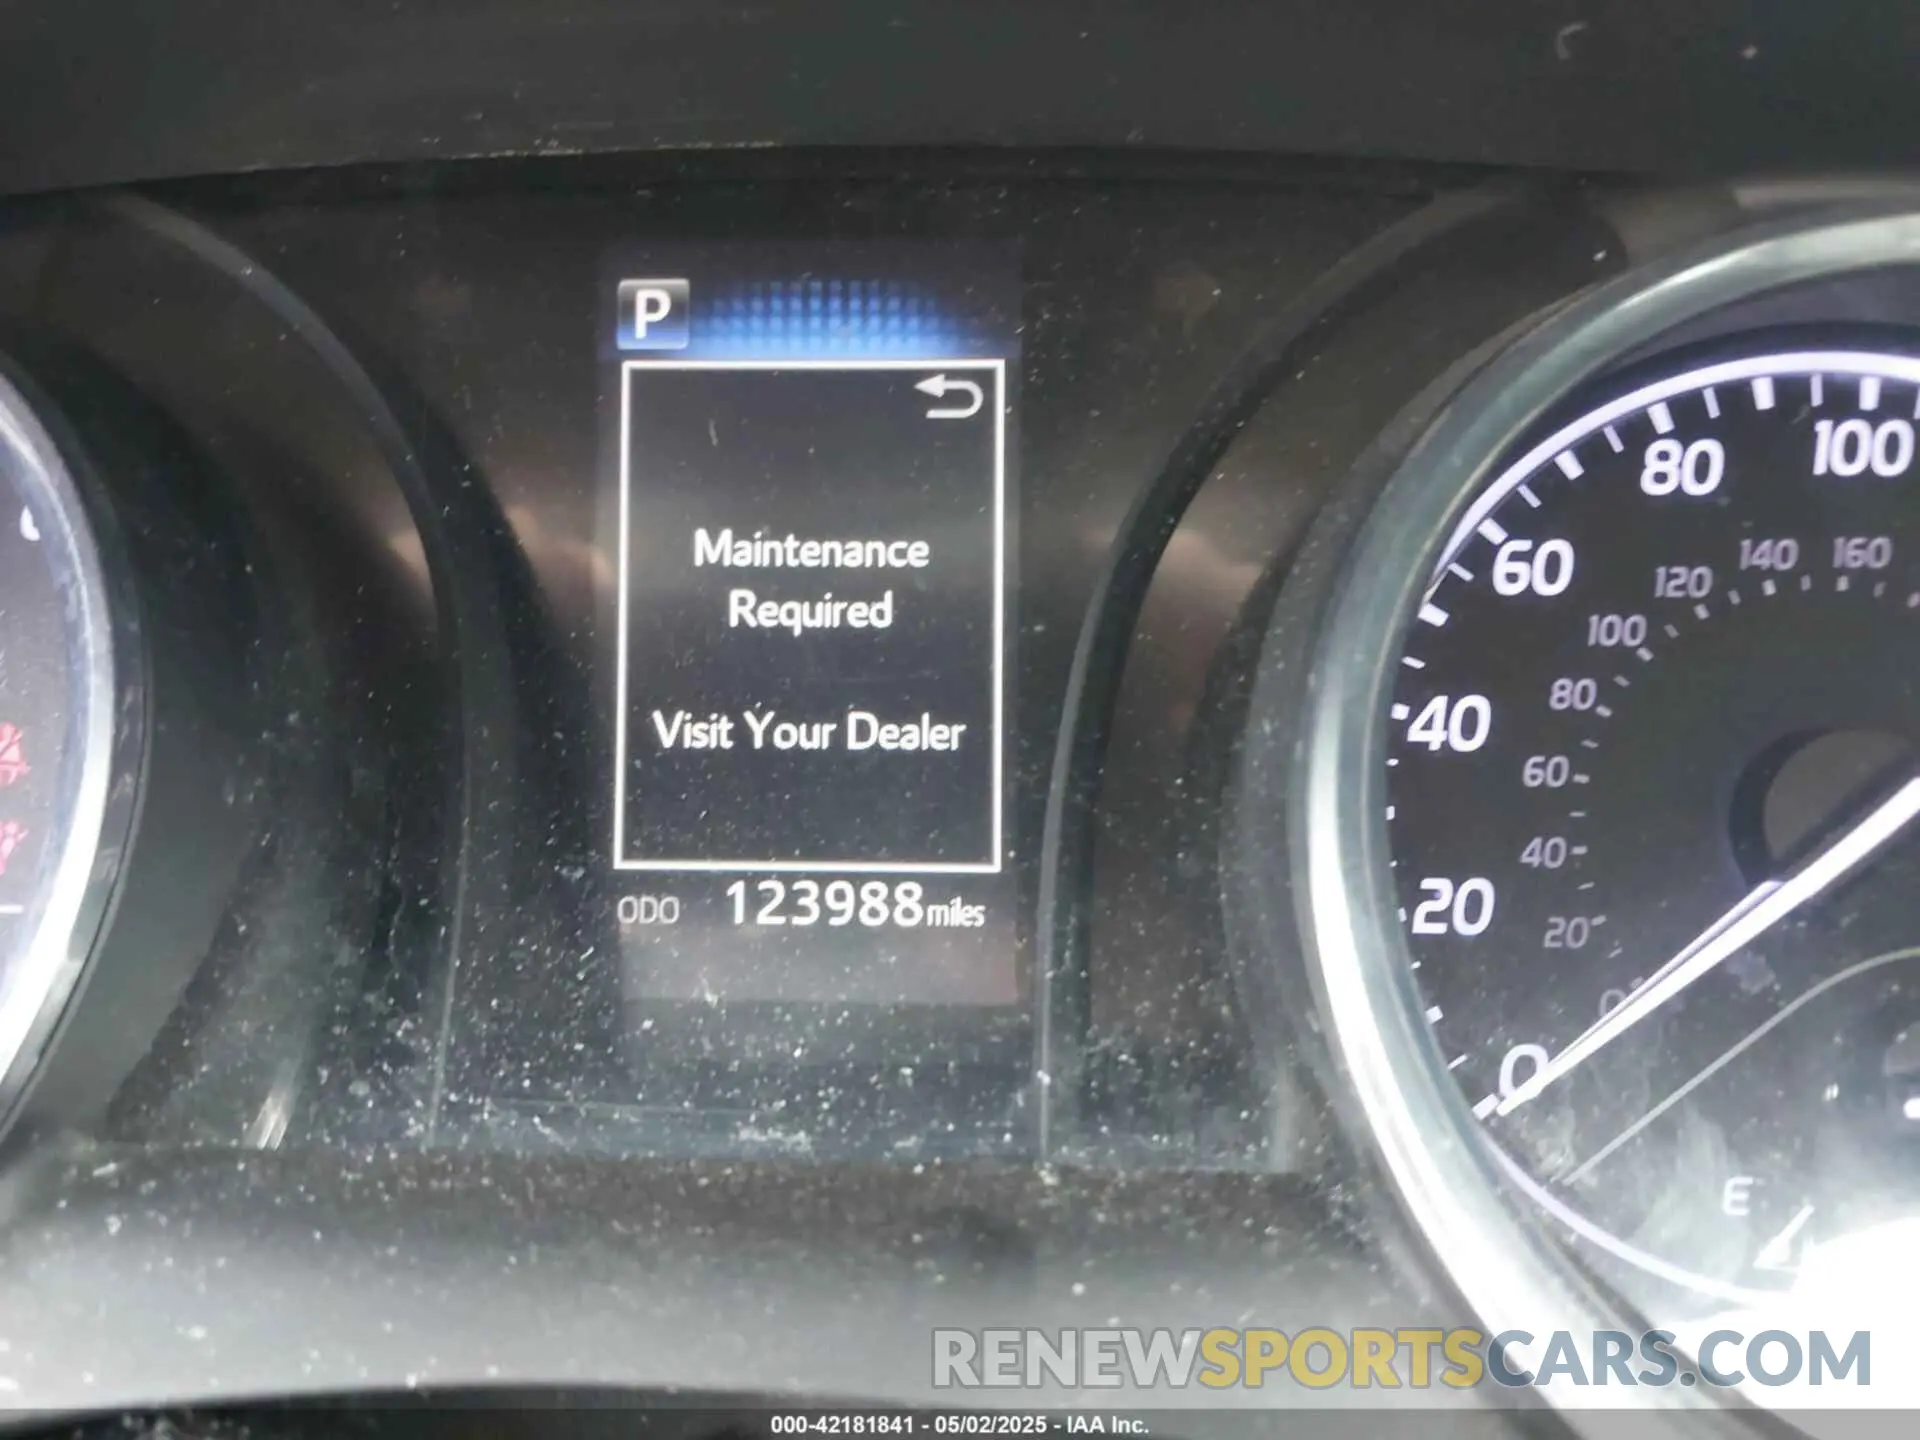 P
Maintenance
Required
Visit Your Dealer
ODO 123988 miles
100
80
60
40
20
0
160
140
120
100
80
60
40
20
0
E
RENEWSPORTSCARS.COM
000-42181841 - 05/02/2025 - IAA Inc.